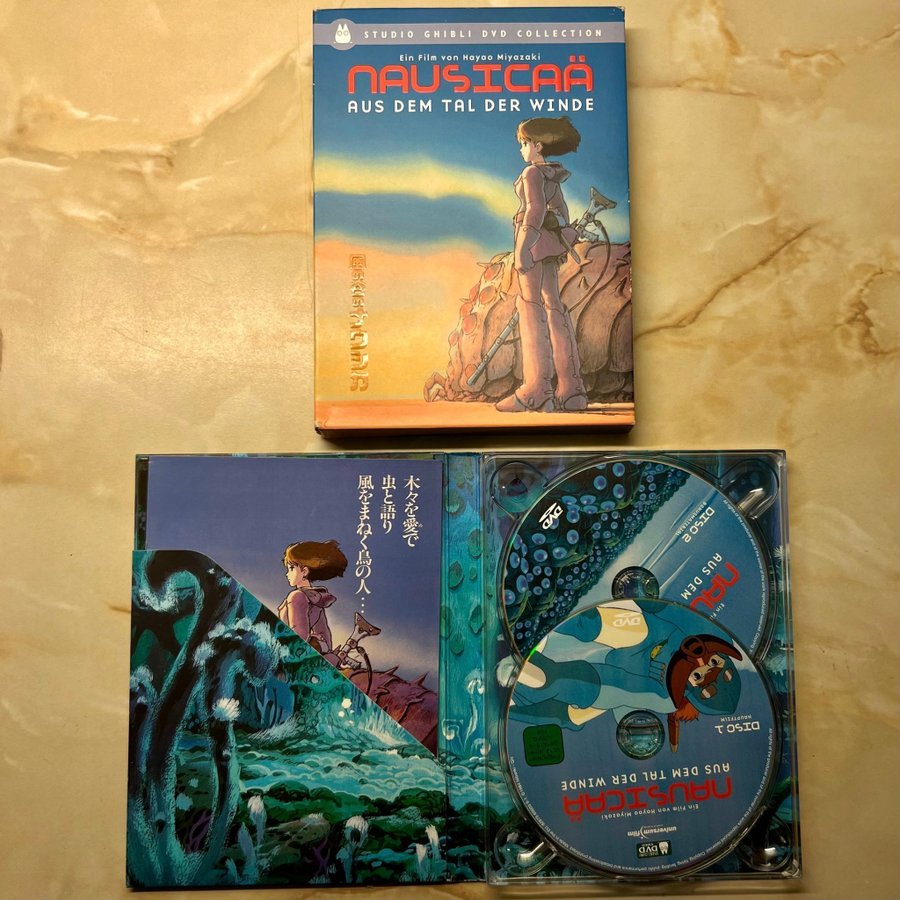 STUDIO GHIBLI DVD COLLECTION
Ein Film von Hayao Miyazaki
NAUSICAÄ
AUS DEM TAL DER WINDE
風の谷のナウシカ
木々を愛で
虫と語り
風をまねく鳥の人…
DVD
DISC 2
AUS DEM
DVD
DISC 1
HAUPTFILM
AUS DEM TAL DER WINDE
NAUSICAÄ
Ein Film von Hayao Miyazaki
universum film
DVD